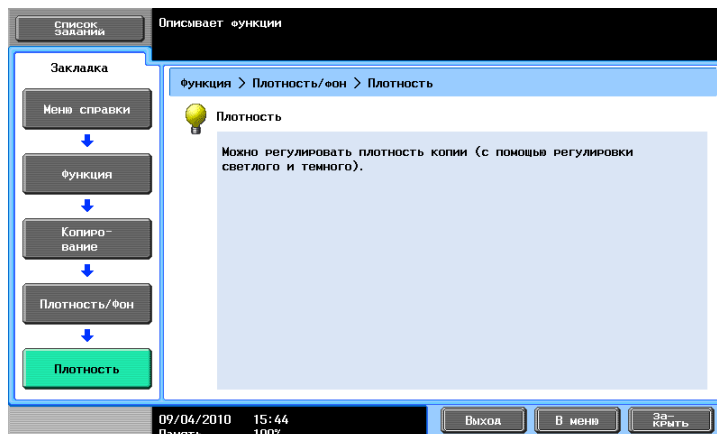 Список
заданий
Описывает функции
Закладка
Меню справки
Функция
Копиро-
вание
Плотность/Фон
Плотность
Функция > Плотность/фон > Плотность
Плотность
Можно регулировать плотность копии (с помощью регулировки
светлого и темного).
09/04/2010 15:44
Память 100%
Выход
В меню
За-
крыть